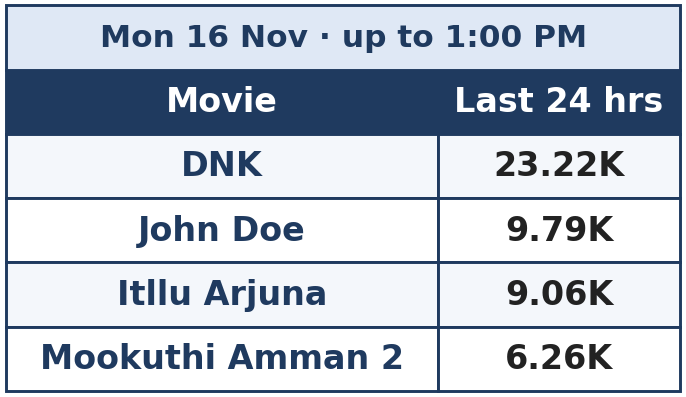 Mon 16 Nov · up to 1:00 PM
Movie Last 24 hrs
DNK 23.22K
John Doe 9.79K
Itllu Arjuna 9.06K
Mookuthi Amman 2 6.26K